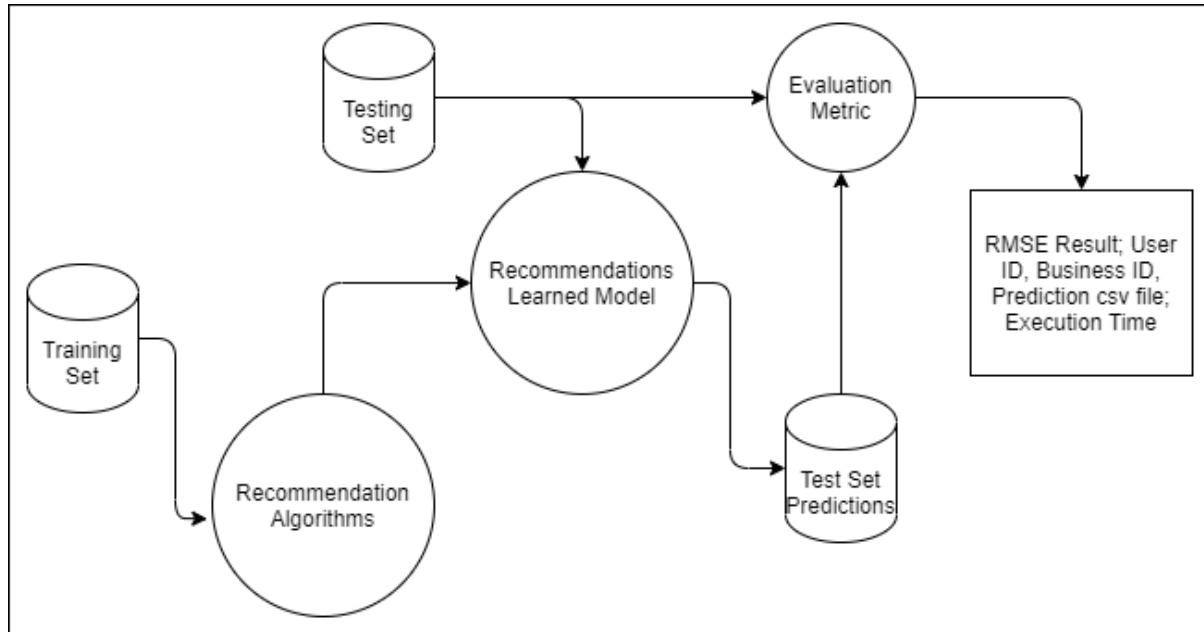 Testing
Set
Evaluation
Metric
Recommendations
Learned Model
RMSE Result; User
ID, Business ID,
Prediction csv file;
Execution Time
Training
Set
Recommendation
Algorithms
Test Set
Predictions